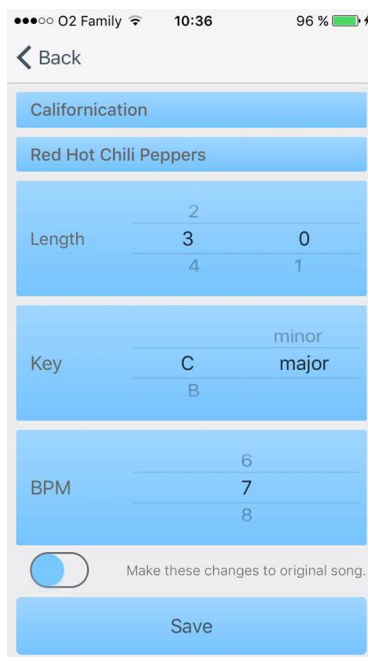 O2 Family 10:36 96 %
Back
Californication
Red Hot Chili Peppers
2
Length 3 0
4 1
minor
Key C major
B
6
BPM 7
8
Make these changes to original song.
Save